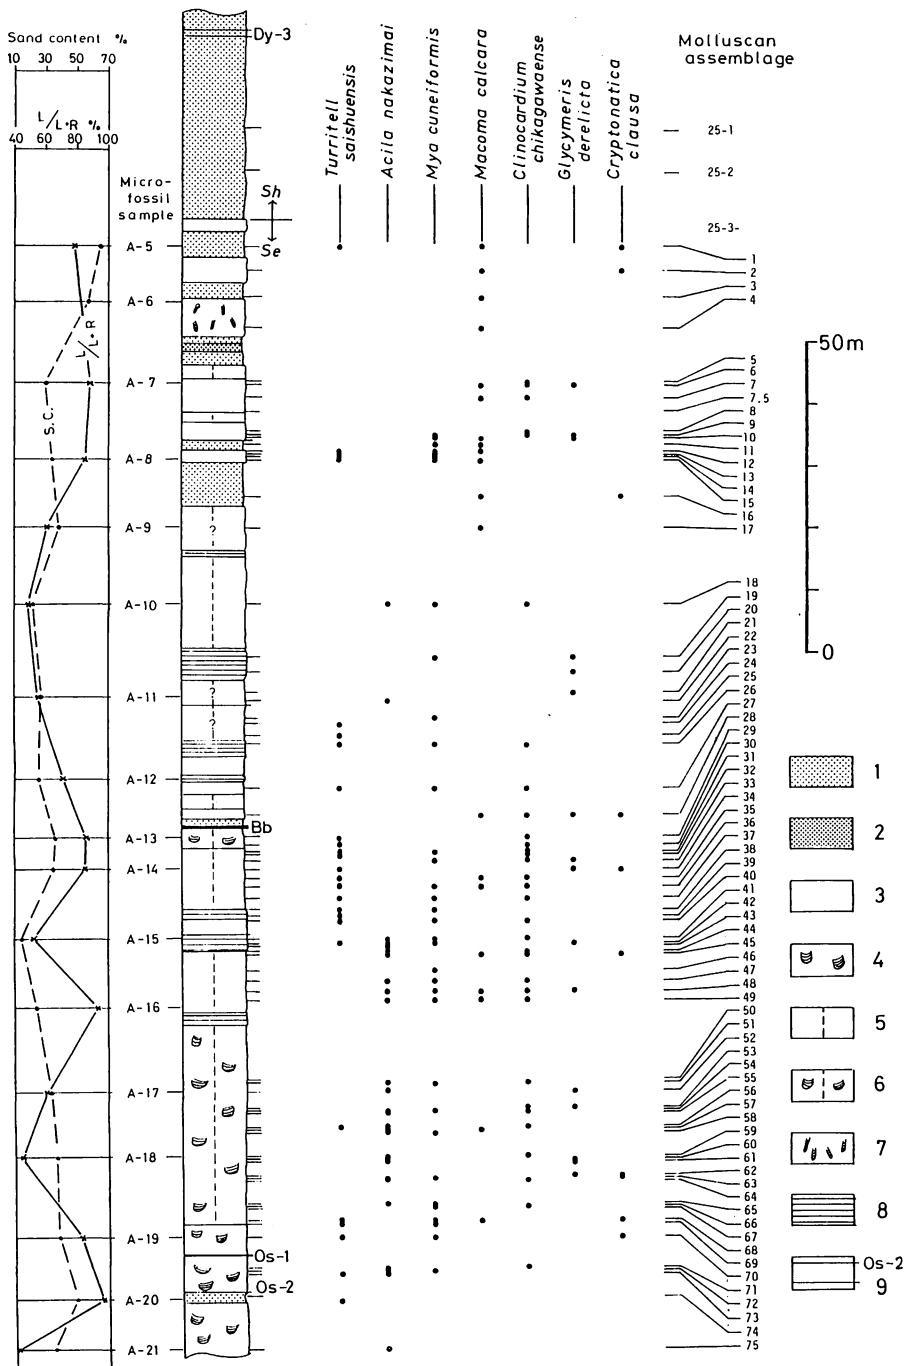 Sand content %
10 30 50 70
L/L+R %
40 60 80 100
Micro-
fossil
sample
Dy-3
Sh
Se
Turritell
saishuensis
Acila nakazimai
Mya cuneiformis
Macoma calcara
Clinocardium
chikagawaense
Glycymeris
derelicta
Cryptonatica
clausa
Molluscan
assemblage
25-1
25-2
25-3-
A-5
A-6
A-7
A-8
A-9
A-10
A-11
A-12
A-13
A-14
A-15
A-16
A-17
A-18
A-19
A-20
A-21
L/L+R
S.C.
?
?
?
Bb
Os-1
Os-2
1
2
3
4
5
6
7
7.5
8
9
10
11
12
13
14
15
16
17
18
19
20
21
22
23
24
25
26
27
28
29
30
31
32
33
34
35
36
37
38
39
40
41
42
43
44
45
46
47
48
49
50
51
52
53
54
55
56
57
58
59
60
61
62
63
64
65
66
67
68
69
70
71
72
73
74
75
50m
0
1
2
3
4
5
6
7
8
Os-2
9